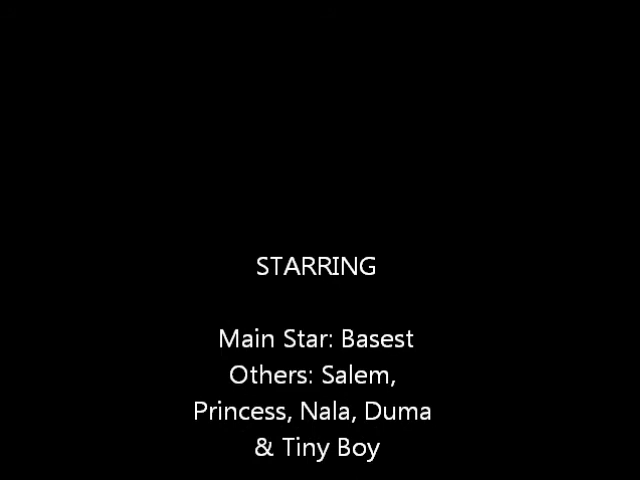 STARRING
Main Star: Basest
Others: Salem,
Princess, Nala, Duma
& Tiny Boy